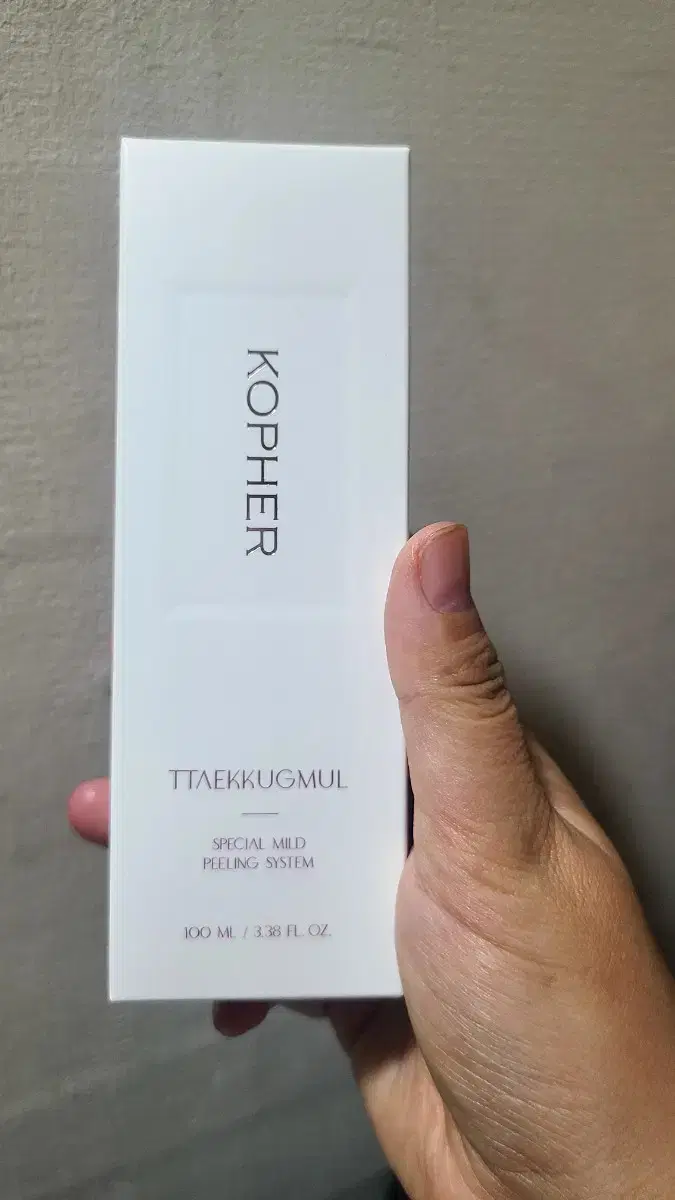 KOPHER
TTAEKKUGMUL
SPECIAL MILD
PEELING SYSTEM
100 ML / 3.38 FL. OZ.